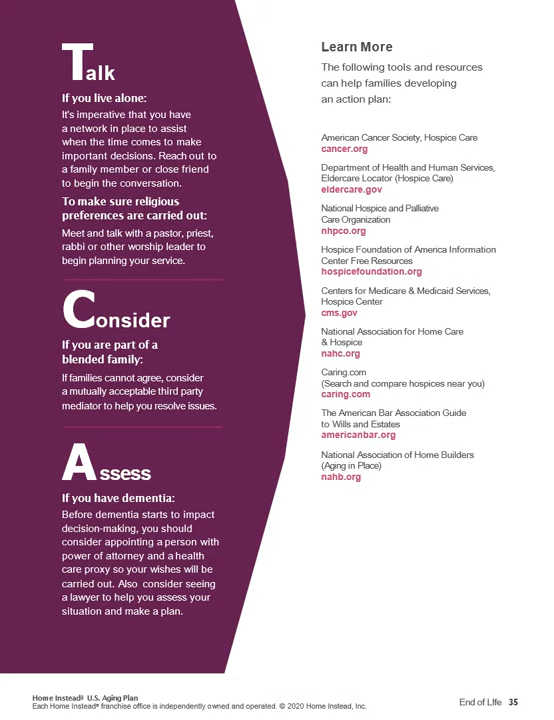 Talk
If you live alone:
It's imperative that you have
a network in place to assist
when the time comes to make
important decisions. Reach out to
a family member or close friend
to begin the conversation.
To make sure religious
preferences are carried out:
Meet and talk with a pastor, priest,
rabbi or other worship leader to
begin planning your service.
Consider
If you are part of a
blended family:
If families cannot agree, consider
a mutually acceptable third party
mediator to help you resolve issues.
Assess
If you have dementia:
Before dementia starts to impact
decision-making, you should
consider appointing a person with
power of attorney and a health
care proxy so your wishes will be
carried out. Also consider seeing
a lawyer to help you assess your
situation and make a plan.
Learn More
The following tools and resources
can help families developing
an action plan:
American Cancer Society, Hospice Care
cancer.org
Department of Health and Human Services,
Eldercare Locator (Hospice Care)
eldercare.gov
National Hospice and Palliative
Care Organization
nhpco.org
Hospice Foundation of America Information
Center Free Resources
hospicefoundation.org
Centers for Medicare & Medicaid Services,
Hospice Center
cms.gov
National Association for Home Care
& Hospice
nahc.org
Caring.com
(Search and compare hospices near you)
caring.com
The American Bar Association Guide
to Wills and Estates
americanbar.org
National Association of Home Builders
(Aging in Place)
nahb.org
Home Instead® U.S. Aging Plan
Each Home Instead® franchise office is independently owned and operated. © 2020 Home Instead, Inc.
End of LIfe 35